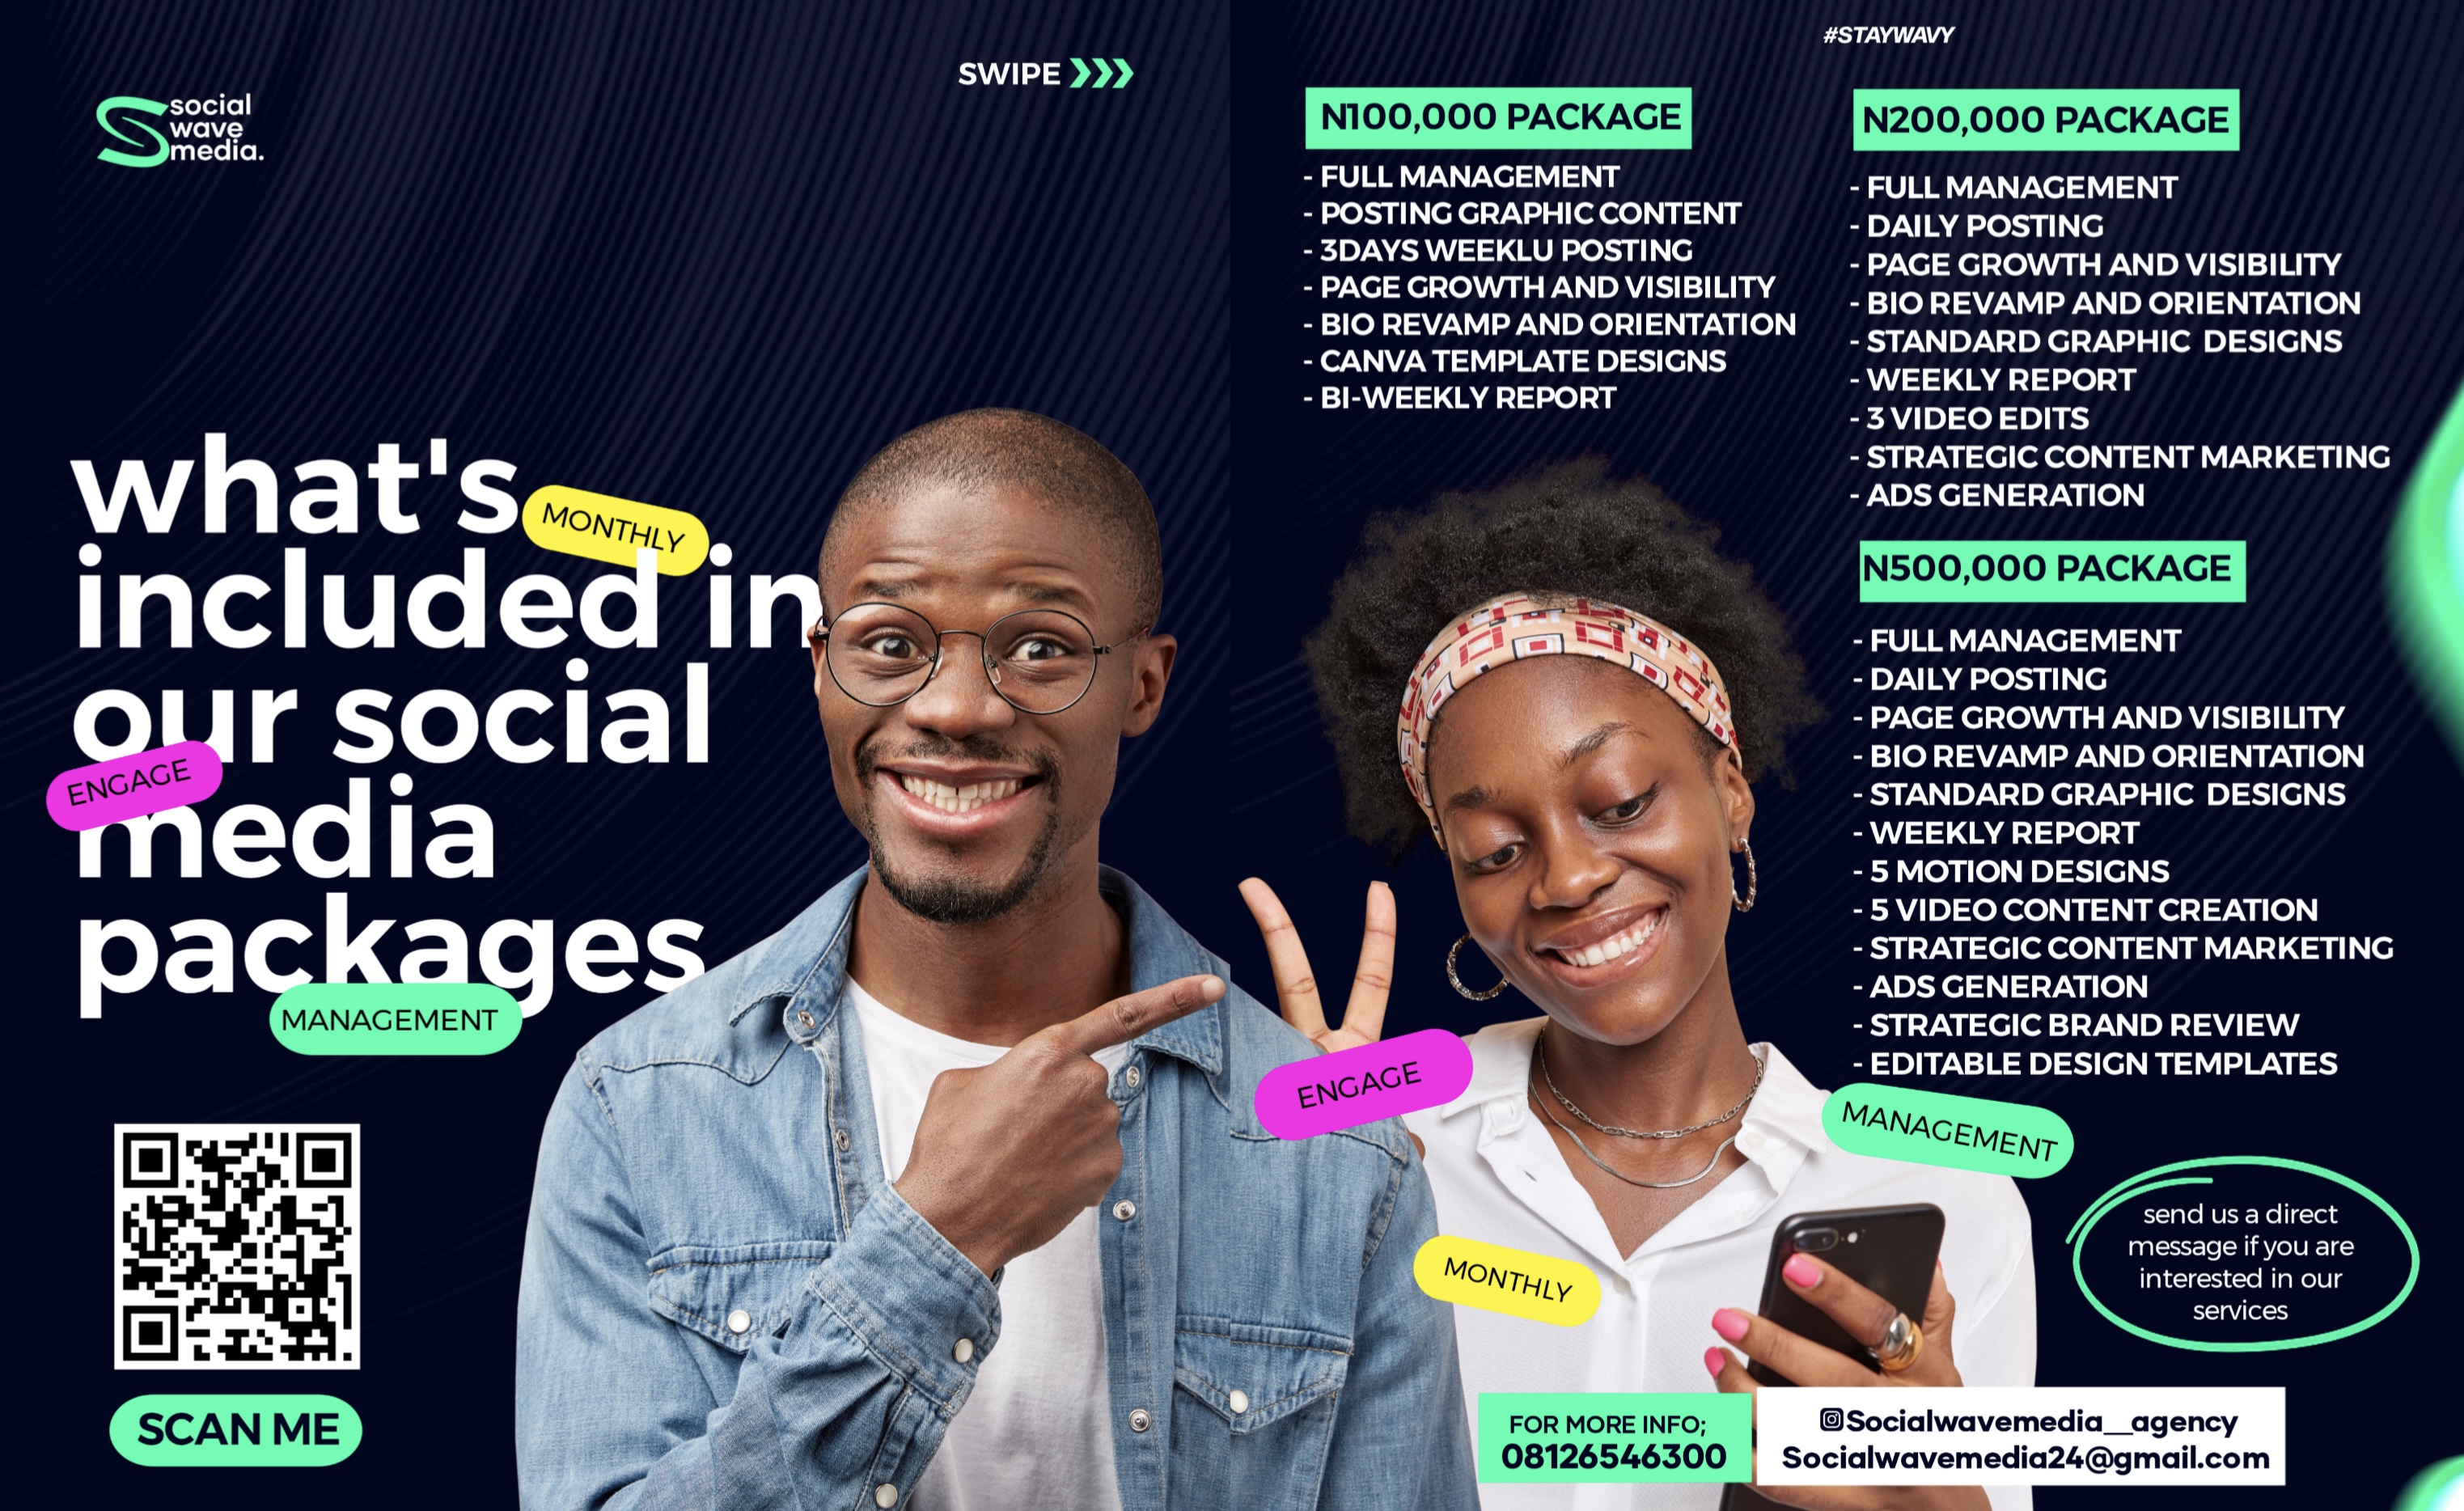 social
wave
media.
SWIPE
what's
MONTHLY
included in
our social
ENGAGE
media
packages
MANAGEMENT
SCAN ME
#STAYWAVY
N100,000 PACKAGE
- FULL MANAGEMENT
- POSTING GRAPHIC CONTENT
- 3DAYS WEEKLU POSTING
- PAGE GROWTH AND VISIBILITY
- BIO REVAMP AND ORIENTATION
- CANVA TEMPLATE DESIGNS
- BI-WEEKLY REPORT
N200,000 PACKAGE
- FULL MANAGEMENT
- DAILY POSTING
- PAGE GROWTH AND VISIBILITY
- BIO REVAMP AND ORIENTATION
- STANDARD GRAPHIC DESIGNS
- WEEKLY REPORT
- 3 VIDEO EDITS
- STRATEGIC CONTENT MARKETING
- ADS GENERATION
N500,000 PACKAGE
- FULL MANAGEMENT
- DAILY POSTING
- PAGE GROWTH AND VISIBILITY
- BIO REVAMP AND ORIENTATION
- STANDARD GRAPHIC DESIGNS
- WEEKLY REPORT
- 5 MOTION DESIGNS
- 5 VIDEO CONTENT CREATION
- STRATEGIC CONTENT MARKETING
- ADS GENERATION
- STRATEGIC BRAND REVIEW
- EDITABLE DESIGN TEMPLATES
ENGAGE
MANAGEMENT
MONTHLY
send us a direct
message if you are
interested in our
services
FOR MORE INFO;
08126546300
Socialwavemedia__agency
Socialwavemedia24@gmail.com